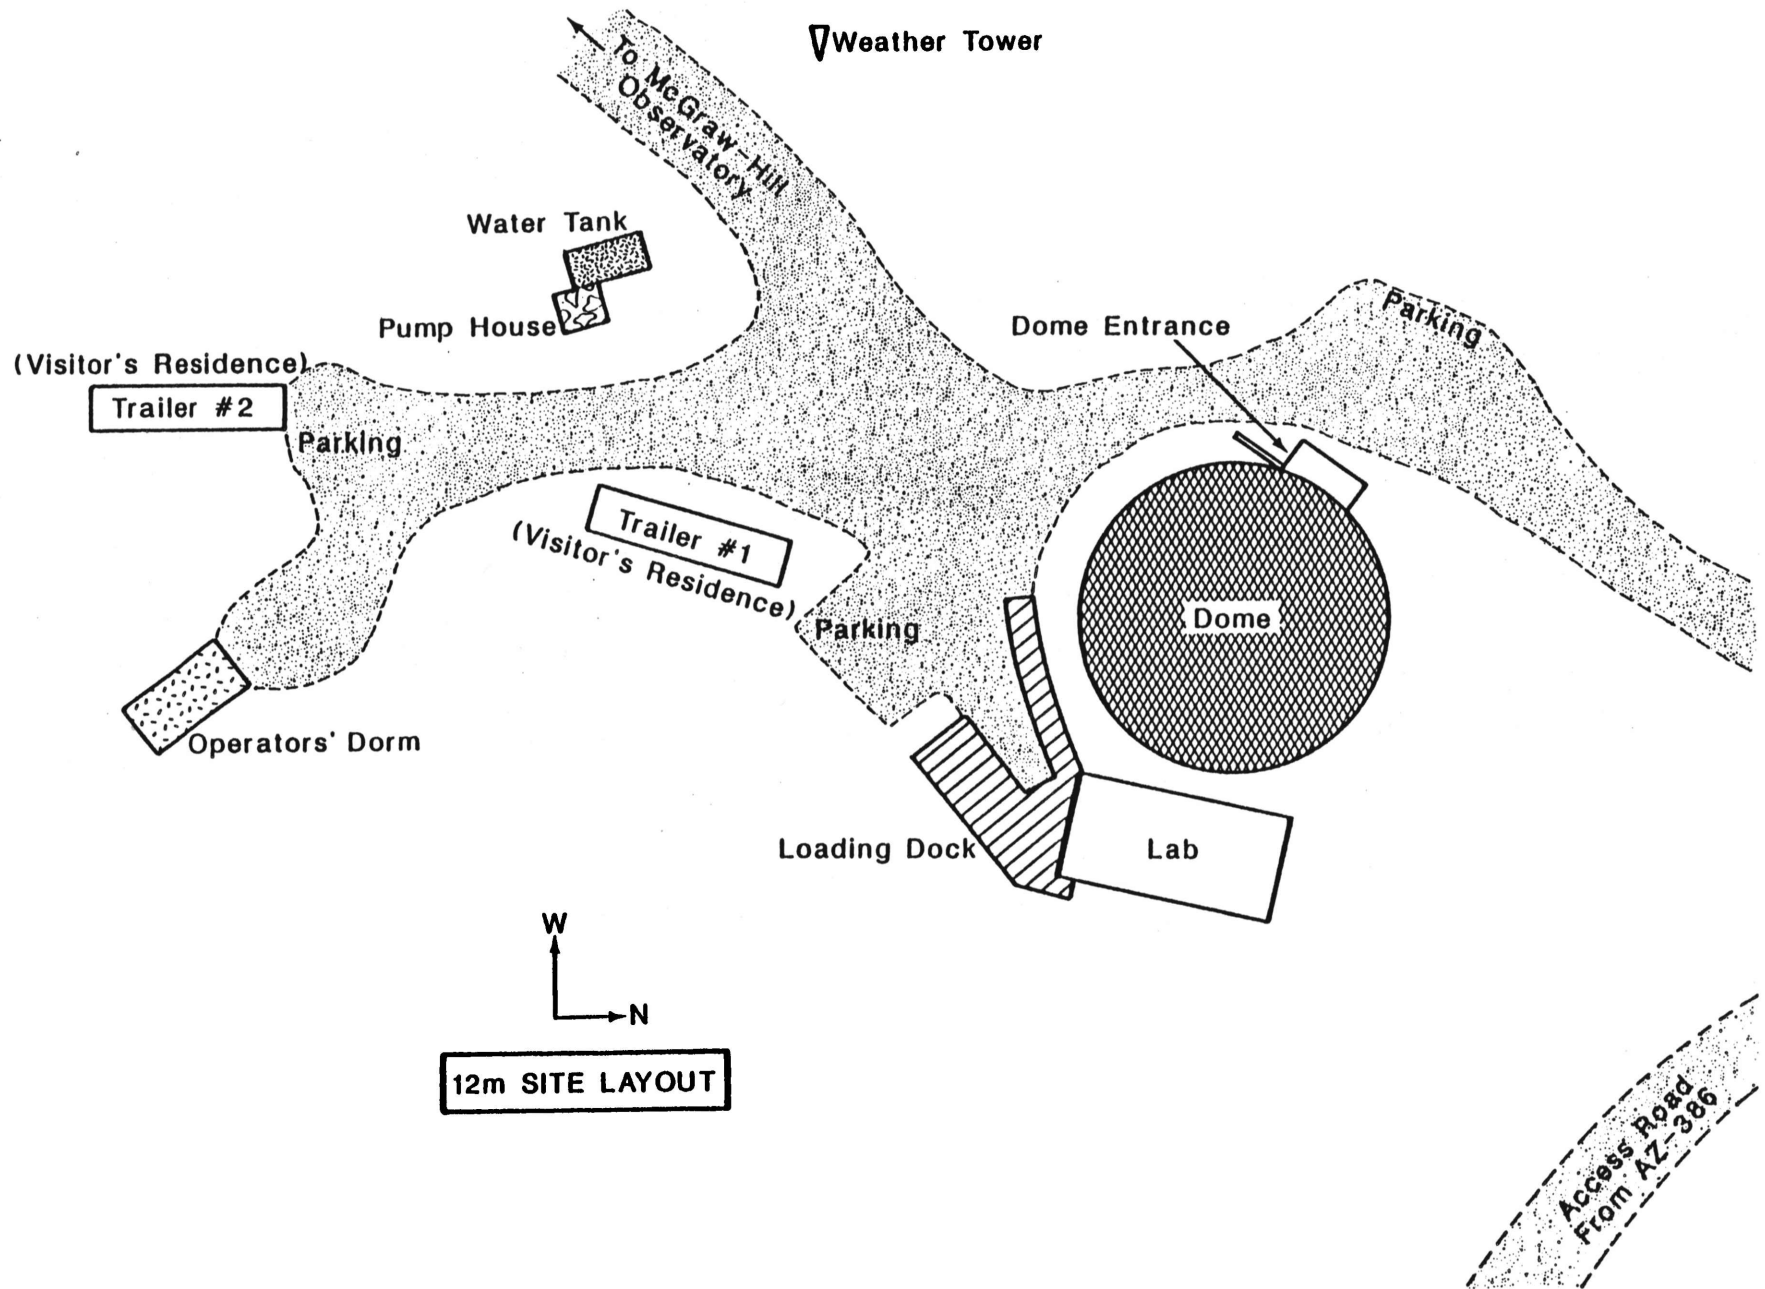 Weather Tower
To McGraw-Hill
Observatory
Water Tank
Pump House
Dome Entrance
Parking
(Visitor's Residence)
Trailer #2
Parking
Trailer #1
(Visitor's Residence)
Parking
Dome
Operators' Dorm
Loading Dock
Lab
W
N
12m SITE LAYOUT
Access Road
From AZ-386